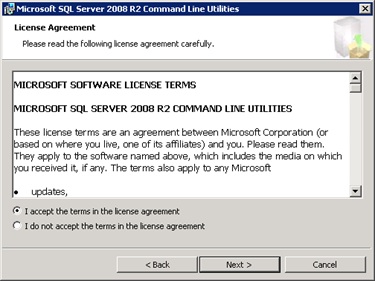 Microsoft SQL Server 2008 R2 Command Line Utilities
License Agreement
Please read the following license agreement carefully.
MICROSOFT SOFTWARE LICENSE TERMS
MICROSOFT SQL SERVER 2008 R2 COMMAND LINE UTILITIES
These license terms are an agreement between Microsoft Corporation (or
based on where you live, one of its affiliates) and you. Please read them.
They apply to the software named above, which includes the media on which
you received it, if any. The terms also apply to any Microsoft
• updates,
I accept the terms in the license agreement
I do not accept the terms in the license agreement
< Back
Next >
Cancel